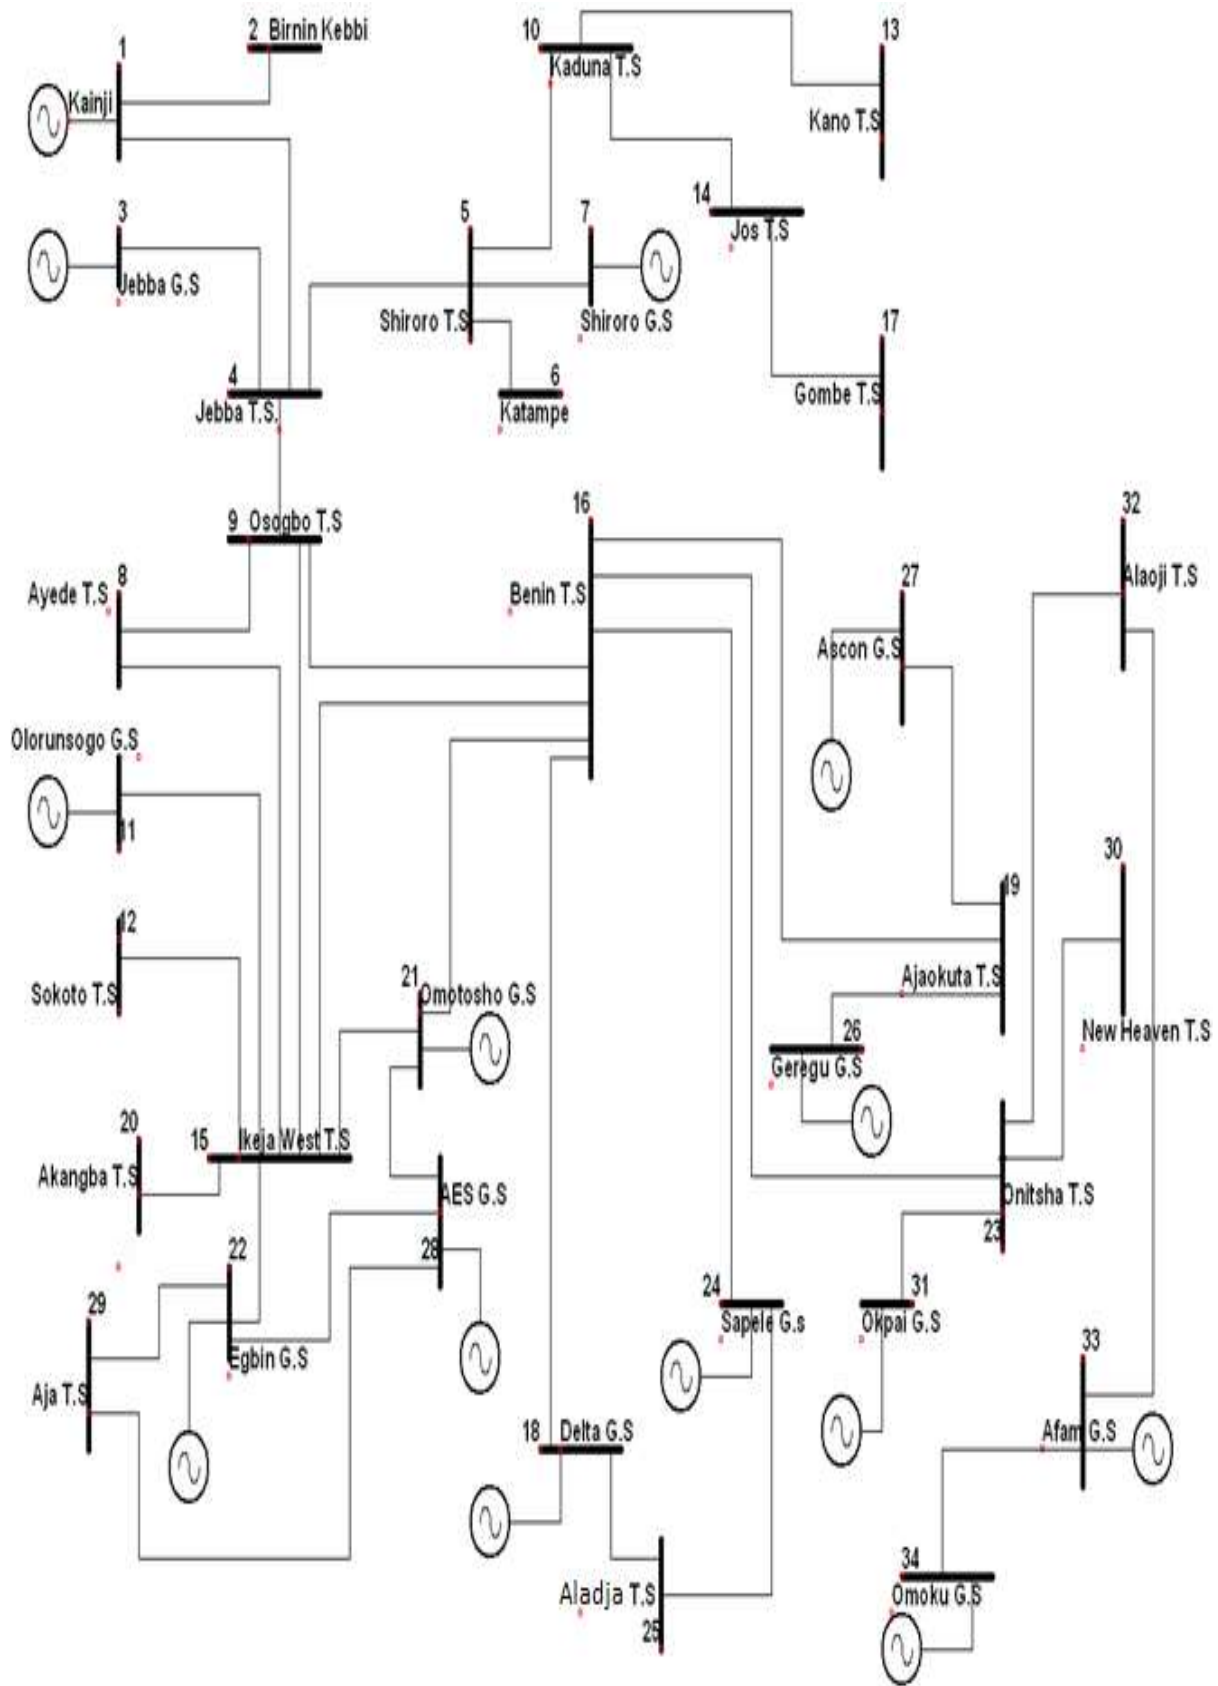 2 Birnin Kebbi
10
13
1
Kaduna T.S
Kainji
Kano T.S
14
3
5
7
Jos T.S
Jebba G.S
Shiroro T.S
Shiroro G.S
17
4
6
Gombe T.S
Jebba T.S.
Katampe
16
32
9 Osogbo T.S
8
27
Alaoji T.S
Ayede T.S
Benin T.S
Ascon G.S
Olorunsogo G.S
11
30
19
12
21
Ajaokuta T.S
Sokoto T.S
Omotosho G.S
26
New Heaven T.S
Geregu G.S
20
15 Ikeja West T.S
Akangba T.S
AES G.S
Onitsha T.S
23
22
28
24
31
29
Sapele G.s
Okpai G.S
Egbin G.S
33
Aja T.S
18 Delta G.S
Afam G.S
34
Aladja T.S
Omoku G.S
25